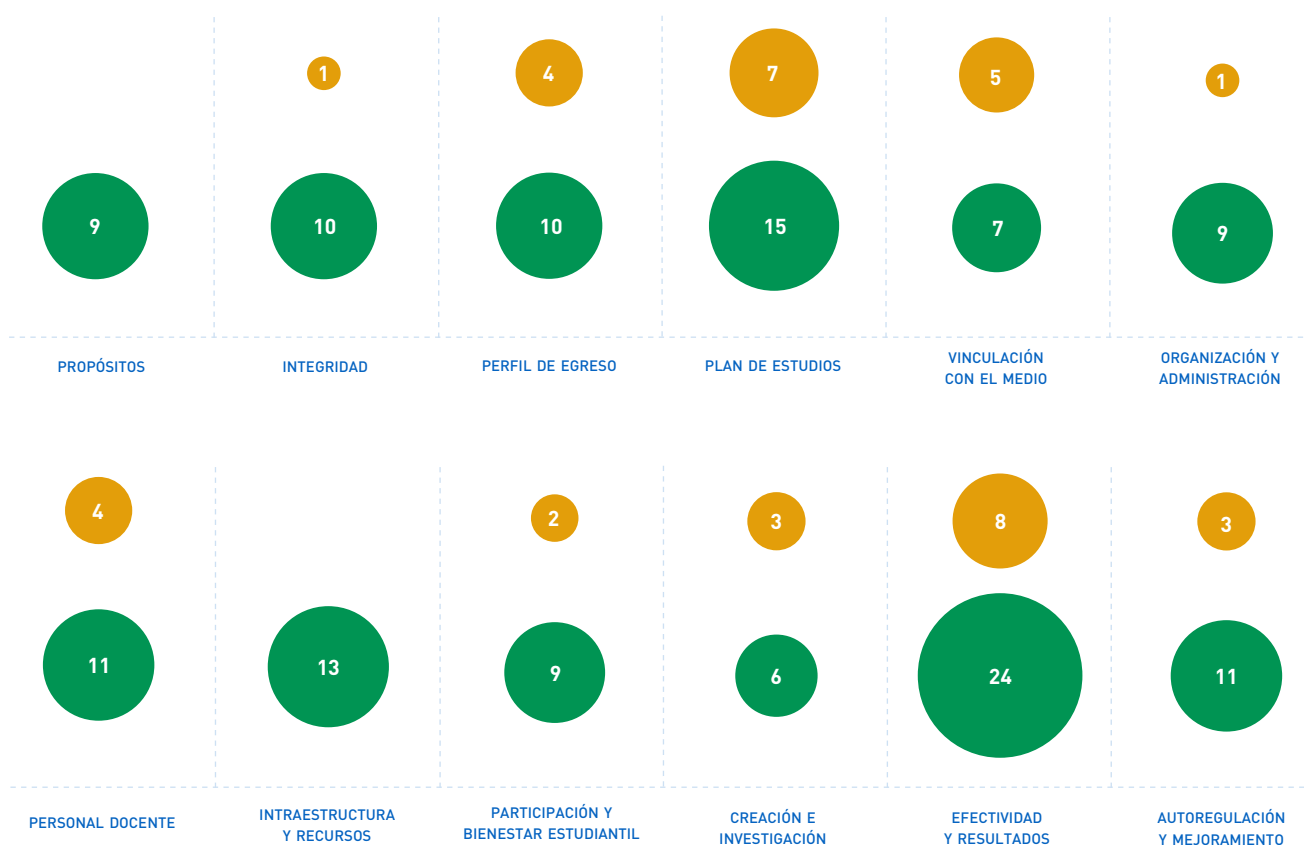 1
4
7
5
1
9
10
10
15
7
9
PROPÓSITOS
INTEGRIDAD
PERFIL DE EGRESO
PLAN DE ESTUDIOS
VINCULACIÓN
CON EL MEDIO
ORGANIZACIÓN Y
ADMINISTRACIÓN
4
2
3
8
3
11
13
9
6
24
11
PERSONAL DOCENTE
INTRAESTRUCTURA
Y RECURSOS
PARTICIPACIÓN Y
BIENESTAR ESTUDIANTIL
CREACIÓN E
INVESTIGACIÓN
EFECTIVIDAD
Y RESULTADOS
AUTOREGULACIÓN
Y MEJORAMIENTO